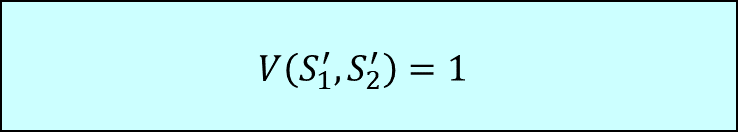 V(S′₁,S′₂) = 1